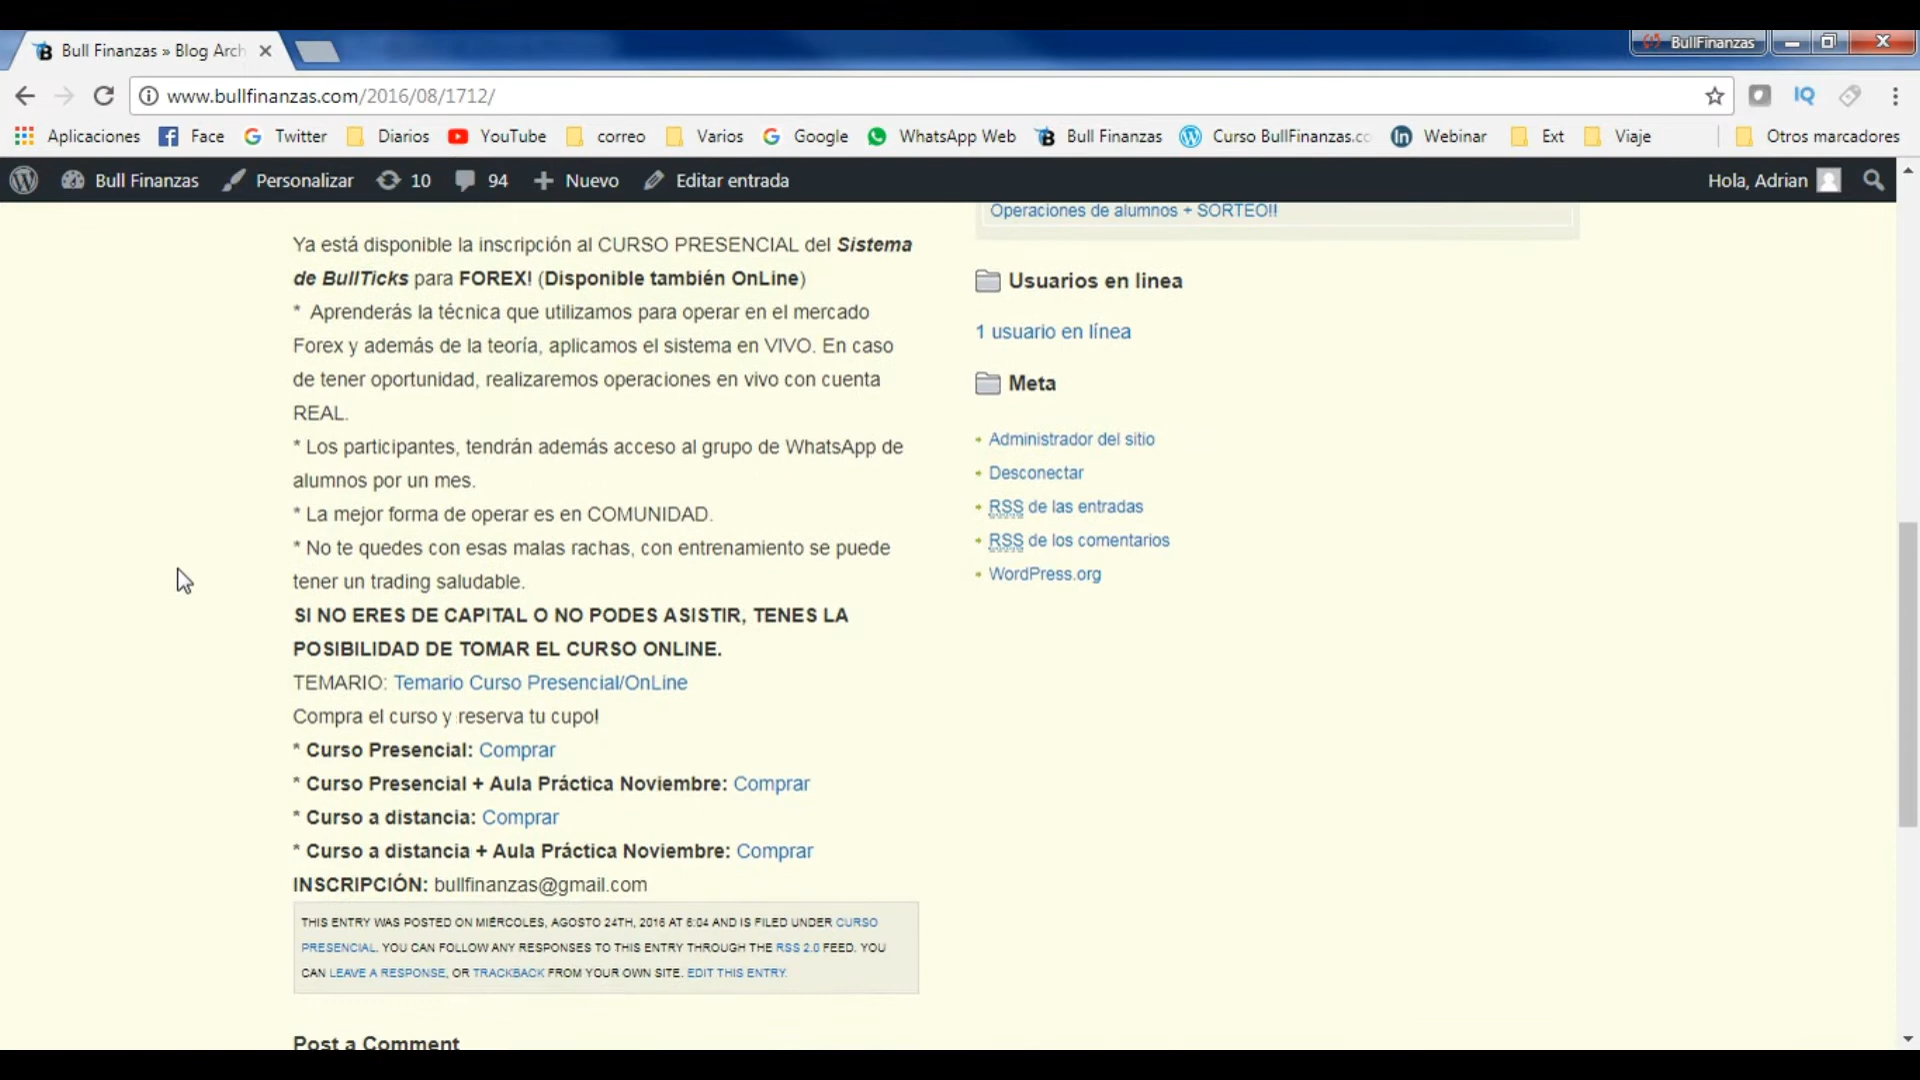 Bull Finanzas » Blog Arch
BullFinanzas
www.bullfinanzas.com/2016/08/1712/
IQ
Aplicaciones Face Twitter Diarios YouTube correo Varios Google WhatsApp Web Bull Finanzas Curso BullFinanzas.co Webinar Ext Viaje Otros marcadores
Bull Finanzas Personalizar 10 94 Nuevo Editar entrada Hola, Adrian
Operaciones de alumnos + SORTEO!!
Ya está disponible la inscripción al CURSO PRESENCIAL del Sistema
de BullTicks para FOREX! (Disponible también OnLine)
* Aprenderás la técnica que utilizamos para operar en el mercado
Forex y además de la teoría, aplicamos el sistema en VIVO. En caso
de tener oportunidad, realizaremos operaciones en vivo con cuenta
REAL.
* Los participantes, tendrán además acceso al grupo de WhatsApp de
alumnos por un mes.
* La mejor forma de operar es en COMUNIDAD.
* No te quedes con esas malas rachas, con entrenamiento se puede
tener un trading saludable.
SI NO ERES DE CAPITAL O NO PODES ASISTIR, TENES LA
POSIBILIDAD DE TOMAR EL CURSO ONLINE.
TEMARIO: Temario Curso Presencial/OnLine
Compra el curso y reserva tu cupo!
* Curso Presencial: Comprar
* Curso Presencial + Aula Práctica Noviembre: Comprar
* Curso a distancia: Comprar
* Curso a distancia + Aula Práctica Noviembre: Comprar
INSCRIPCIÓN: bullfinanzas@gmail.com
THIS ENTRY WAS POSTED ON MIÉRCOLES, AGOSTO 24TH, 2016 AT 6:04 AND IS FILED UNDER CURSO
PRESENCIAL. YOU CAN FOLLOW ANY RESPONSES TO THIS ENTRY THROUGH THE RSS 2.0 FEED. YOU
CAN LEAVE A RESPONSE, OR TRACKBACK FROM YOUR OWN SITE. EDIT THIS ENTRY.
Post a Comment
Usuarios en linea
1 usuario en línea
Meta
Administrador del sitio
Desconectar
RSS de las entradas
RSS de los comentarios
WordPress.org